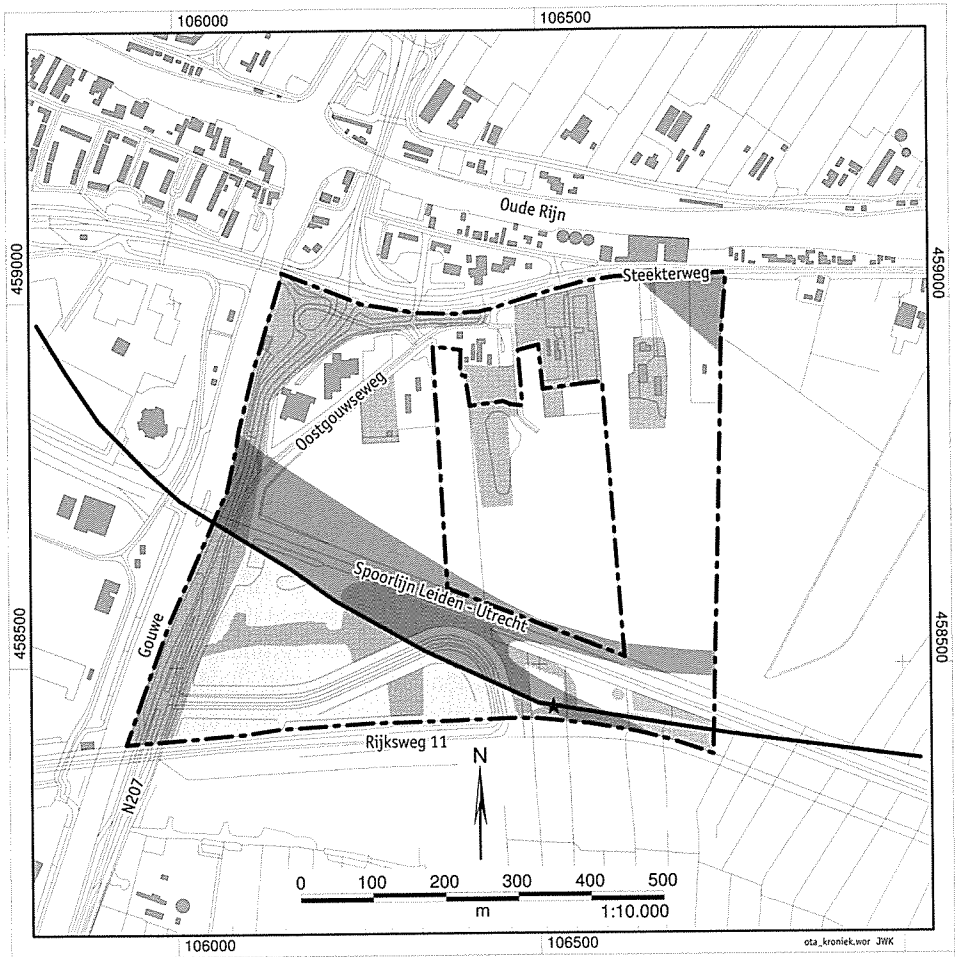 106000
106500
Oude Rijn
459000
Steekterweg
459000
Oostgouwseweg
Spoorlijn Leiden - Utrecht
458500
Gouwe
458500
Rijksweg 11
N
N207
0 100 200 300 400 500
m
1:10.000
106000
106500
ota_kroniek.wor JWK